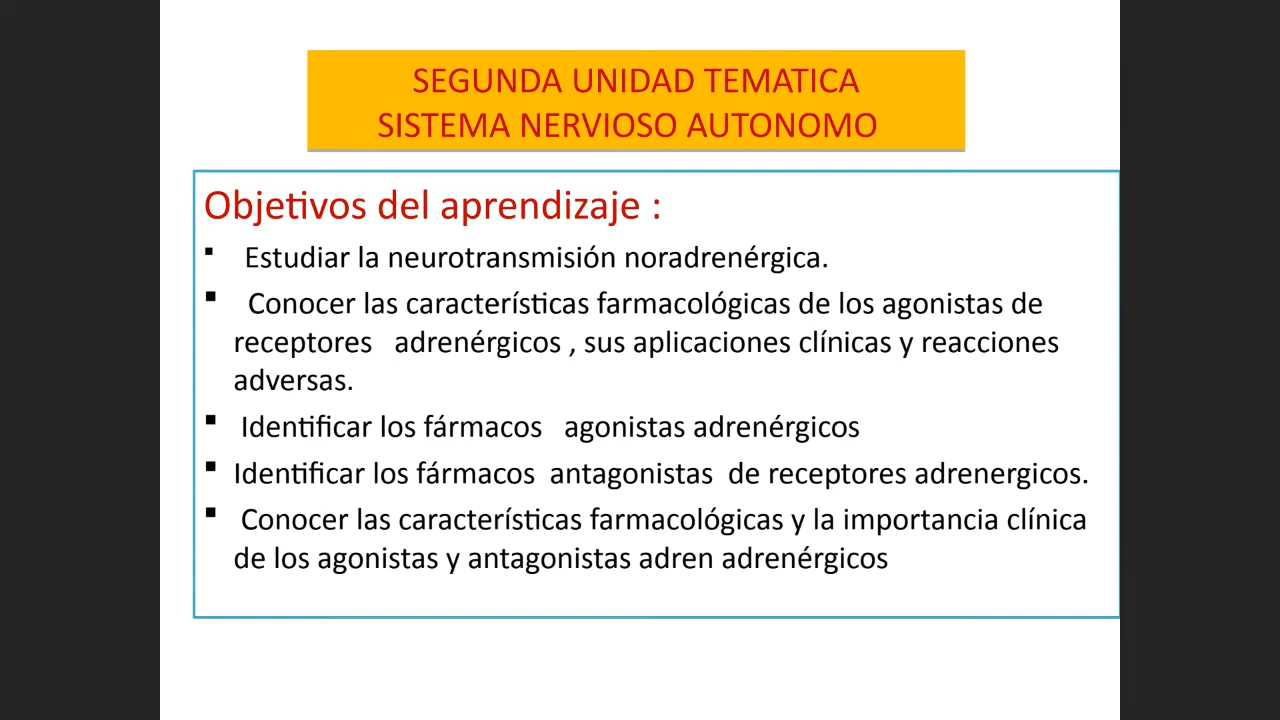 SEGUNDA UNIDAD TEMATICA
SISTEMA NERVIOSO AUTONOMO
Objetivos del aprendizaje :
▪ Estudiar la neurotransmisión noradrenérgica.
▪ Conocer las características farmacológicas de los agonistas de
receptores adrenérgicos , sus aplicaciones clínicas y reacciones
adversas.
▪ Identificar los fármacos agonistas adrenérgicos
▪ Identificar los fármacos antagonistas de receptores adrenergicos.
▪ Conocer las características farmacológicas y la importancia clínica
de los agonistas y antagonistas adren adrenérgicos